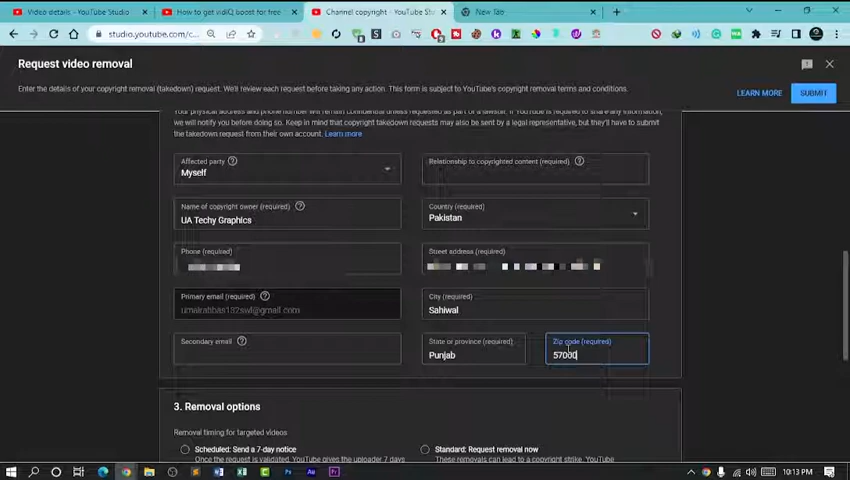 Video details - YouTube Studio
How to get vidIQ boost for free
Channel copyright - YouTube Stu
New Tab
studio.youtube.com/c
Request video removal
Enter the details of your copyright removal (takedown) request. We'll review each request before taking any action. This form is subject to YouTube's copyright removal terms and conditions.
LEARN MORE
SUBMIT
Your physical address and phone number will remain confidential unless requested as part of a lawsuit. If YouTube is required to share any information,
we will notify you before doing so. Keep in mind that copyright takedown requests may also be sent by a legal representative, but they'll have to submit
the takedown request from their own account. Learn more
Affected party
Myself
Relationship to copyrighted content (required)
Name of copyright owner (required)
UA Techy Graphics
Country (required)
Pakistan
Phone (required)
Street address (required)
Primary email (required)
City (required)
Sahiwal
Secondary email
State or province (required)
Punjab
Zip code (required)
57000
3. Removal options
Removal timing for targeted videos
Scheduled: Send a 7-day notice
Once the request is validated, YouTube gives the uploader 7 days
Standard: Request removal now
These removals can lead to a copyright strike. YouTube
10:13 PM